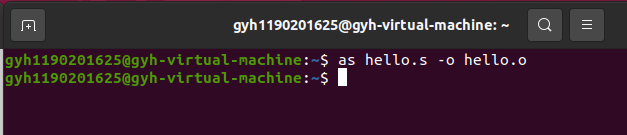 gyh1190201625@gyh-virtual-machine: ~
gyh1190201625@gyh-virtual-machine:~$ as hello.s -o hello.o
gyh1190201625@gyh-virtual-machine:~$